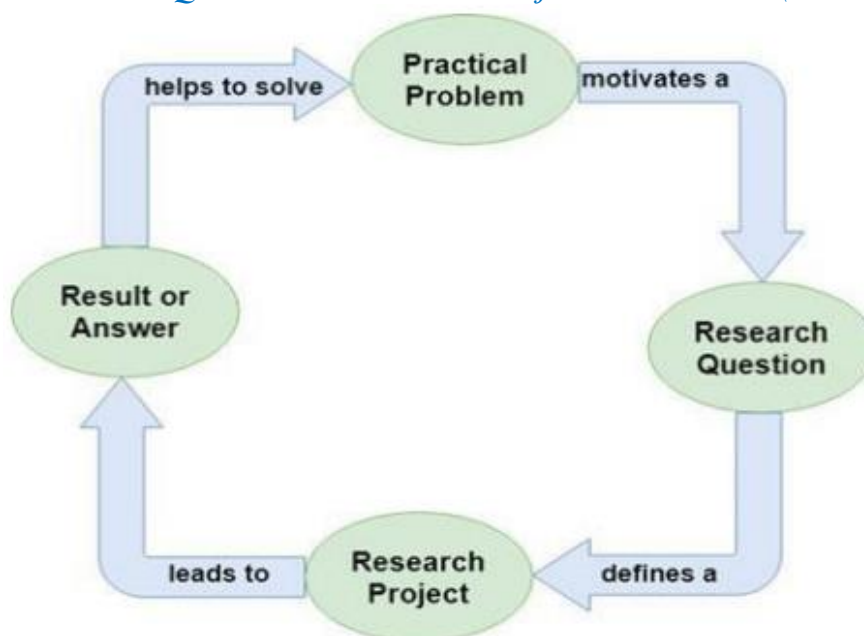 Practical
Problem
motivates a
Research
Question
defines a
Research
Project
leads to
Result or
Answer
helps to solve